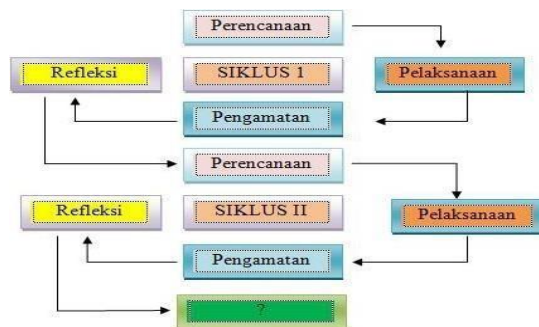 Perencanaan
Refleksi
SIKLUS 1
Pelaksanaan
Pengamatan
Perencanaan
Refleksi
SIKLUS II
Pelaksanaan
Pengamatan
?